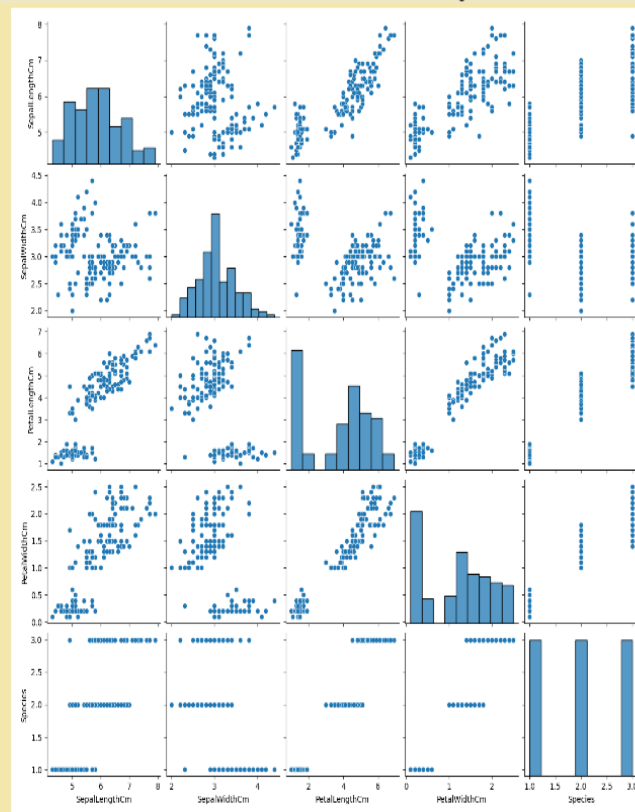 8
7
6
5
SepalLengthCm
4.5
4.0
3.5
3.0
2.5
2.0
SepalWidthCm
7
6
5
4
3
2
1
PetalLengthCm
2.5
2.0
1.5
1.0
0.5
0.0
PetalWidthCm
3.0
2.5
2.0
1.5
1.0
Species
5 6 7 8
2 3 4
2 4 6
0 1 2
1.0 1.5 2.0 2.5 3.0
SepalLengthCm SepalWidthCm PetalLengthCm PetalWidthCm Species